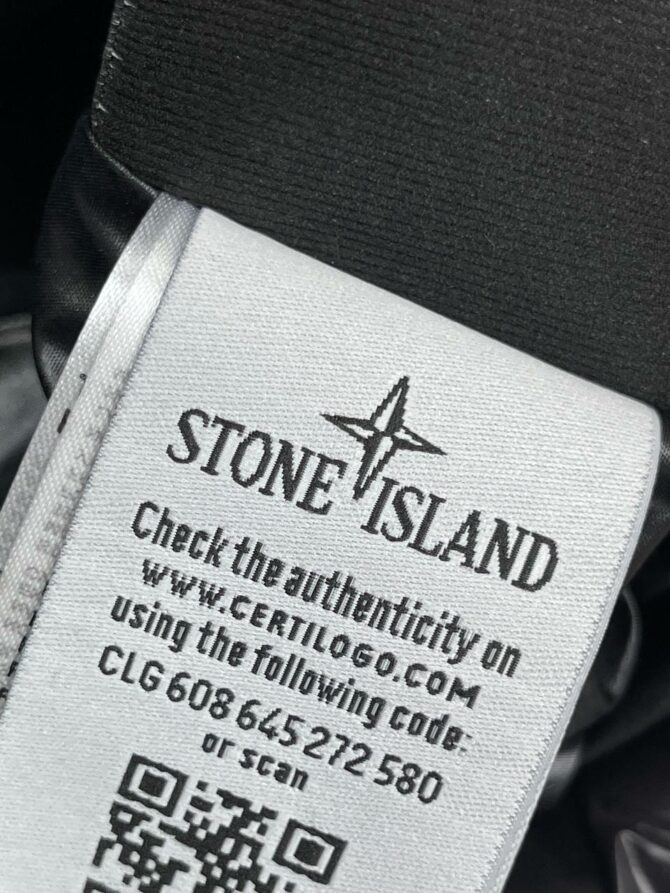 STONE ISLAND
Check the authenticity on
WWW.CERTILOGO.COM
using the following code:
CLG 608 645 272 580
or scan